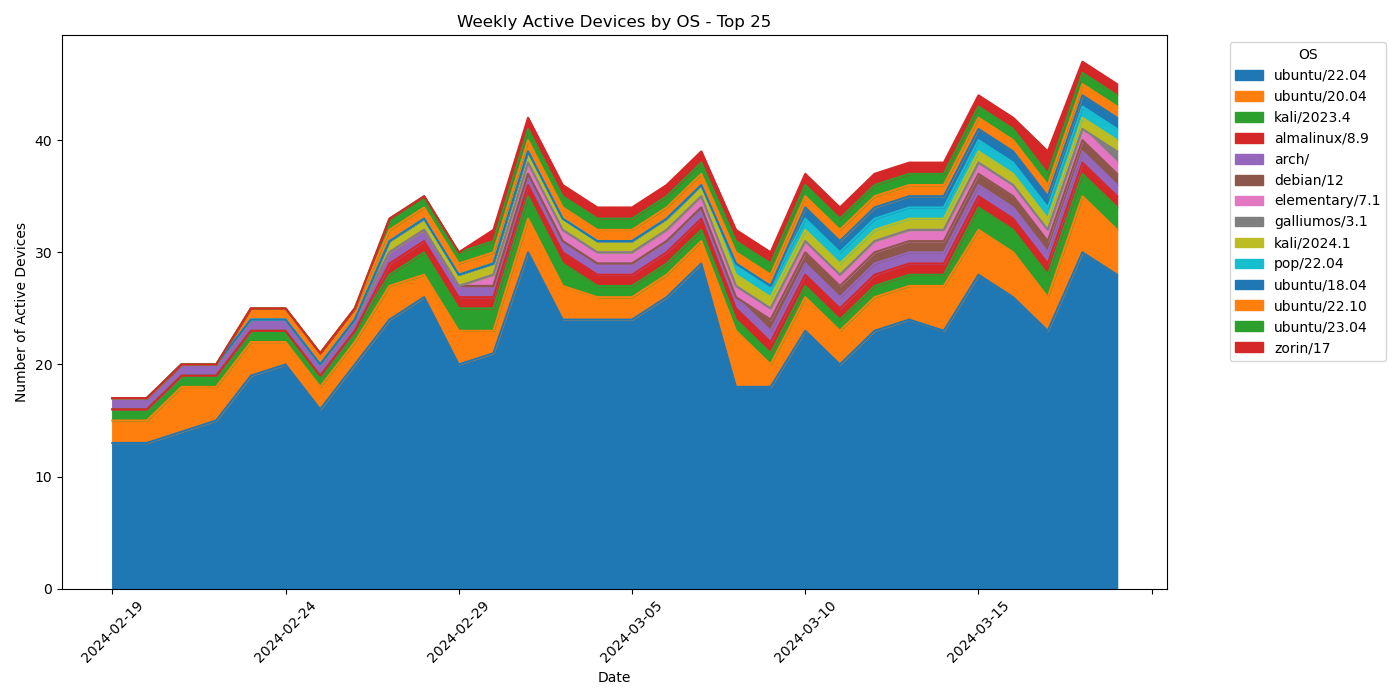 Weekly Active Devices by OS - Top 25
Number of Active Devices
40
30
20
10
0
2024-02-19
2024-02-24
2024-02-29
2024-03-05
2024-03-10
2024-03-15
Date
OS
ubuntu/22.04
ubuntu/20.04
kali/2023.4
almalinux/8.9
arch/
debian/12
elementary/7.1
galliumos/3.1
kali/2024.1
pop/22.04
ubuntu/18.04
ubuntu/22.10
ubuntu/23.04
zorin/17